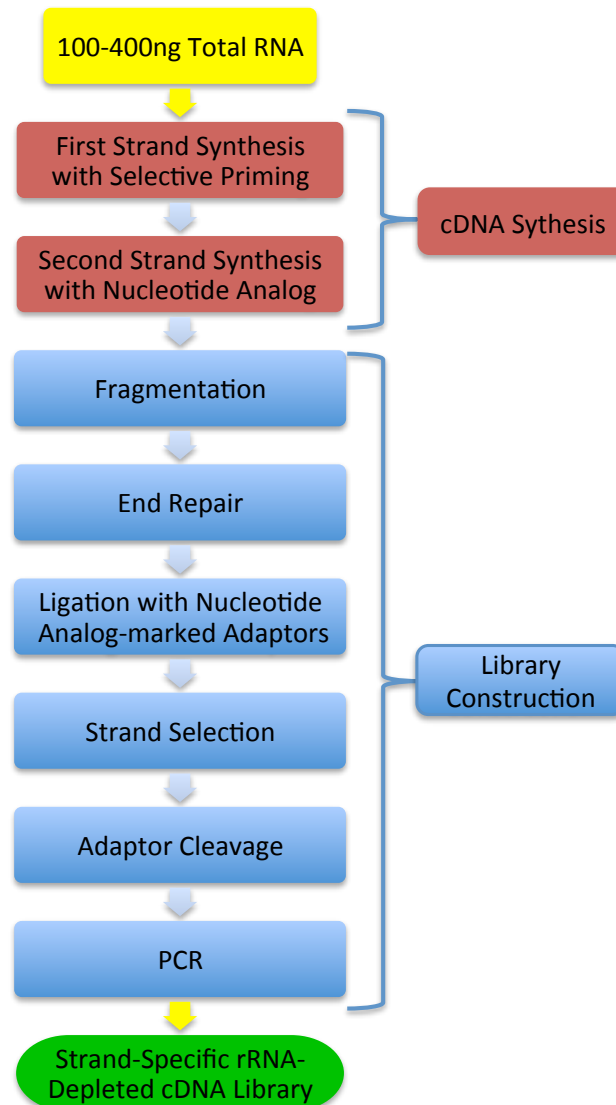 100-400ng Total RNA
First Strand Synthesis
with Selective Priming
cDNA Sythesis
Second Strand Synthesis
with Nucleotide Analog
Fragmentation
End Repair
Ligation with Nucleotide
Analog-marked Adaptors
Library
Construction
Strand Selection
Adaptor Cleavage
PCR
Strand-Specific rRNA-
Depleted cDNA Library